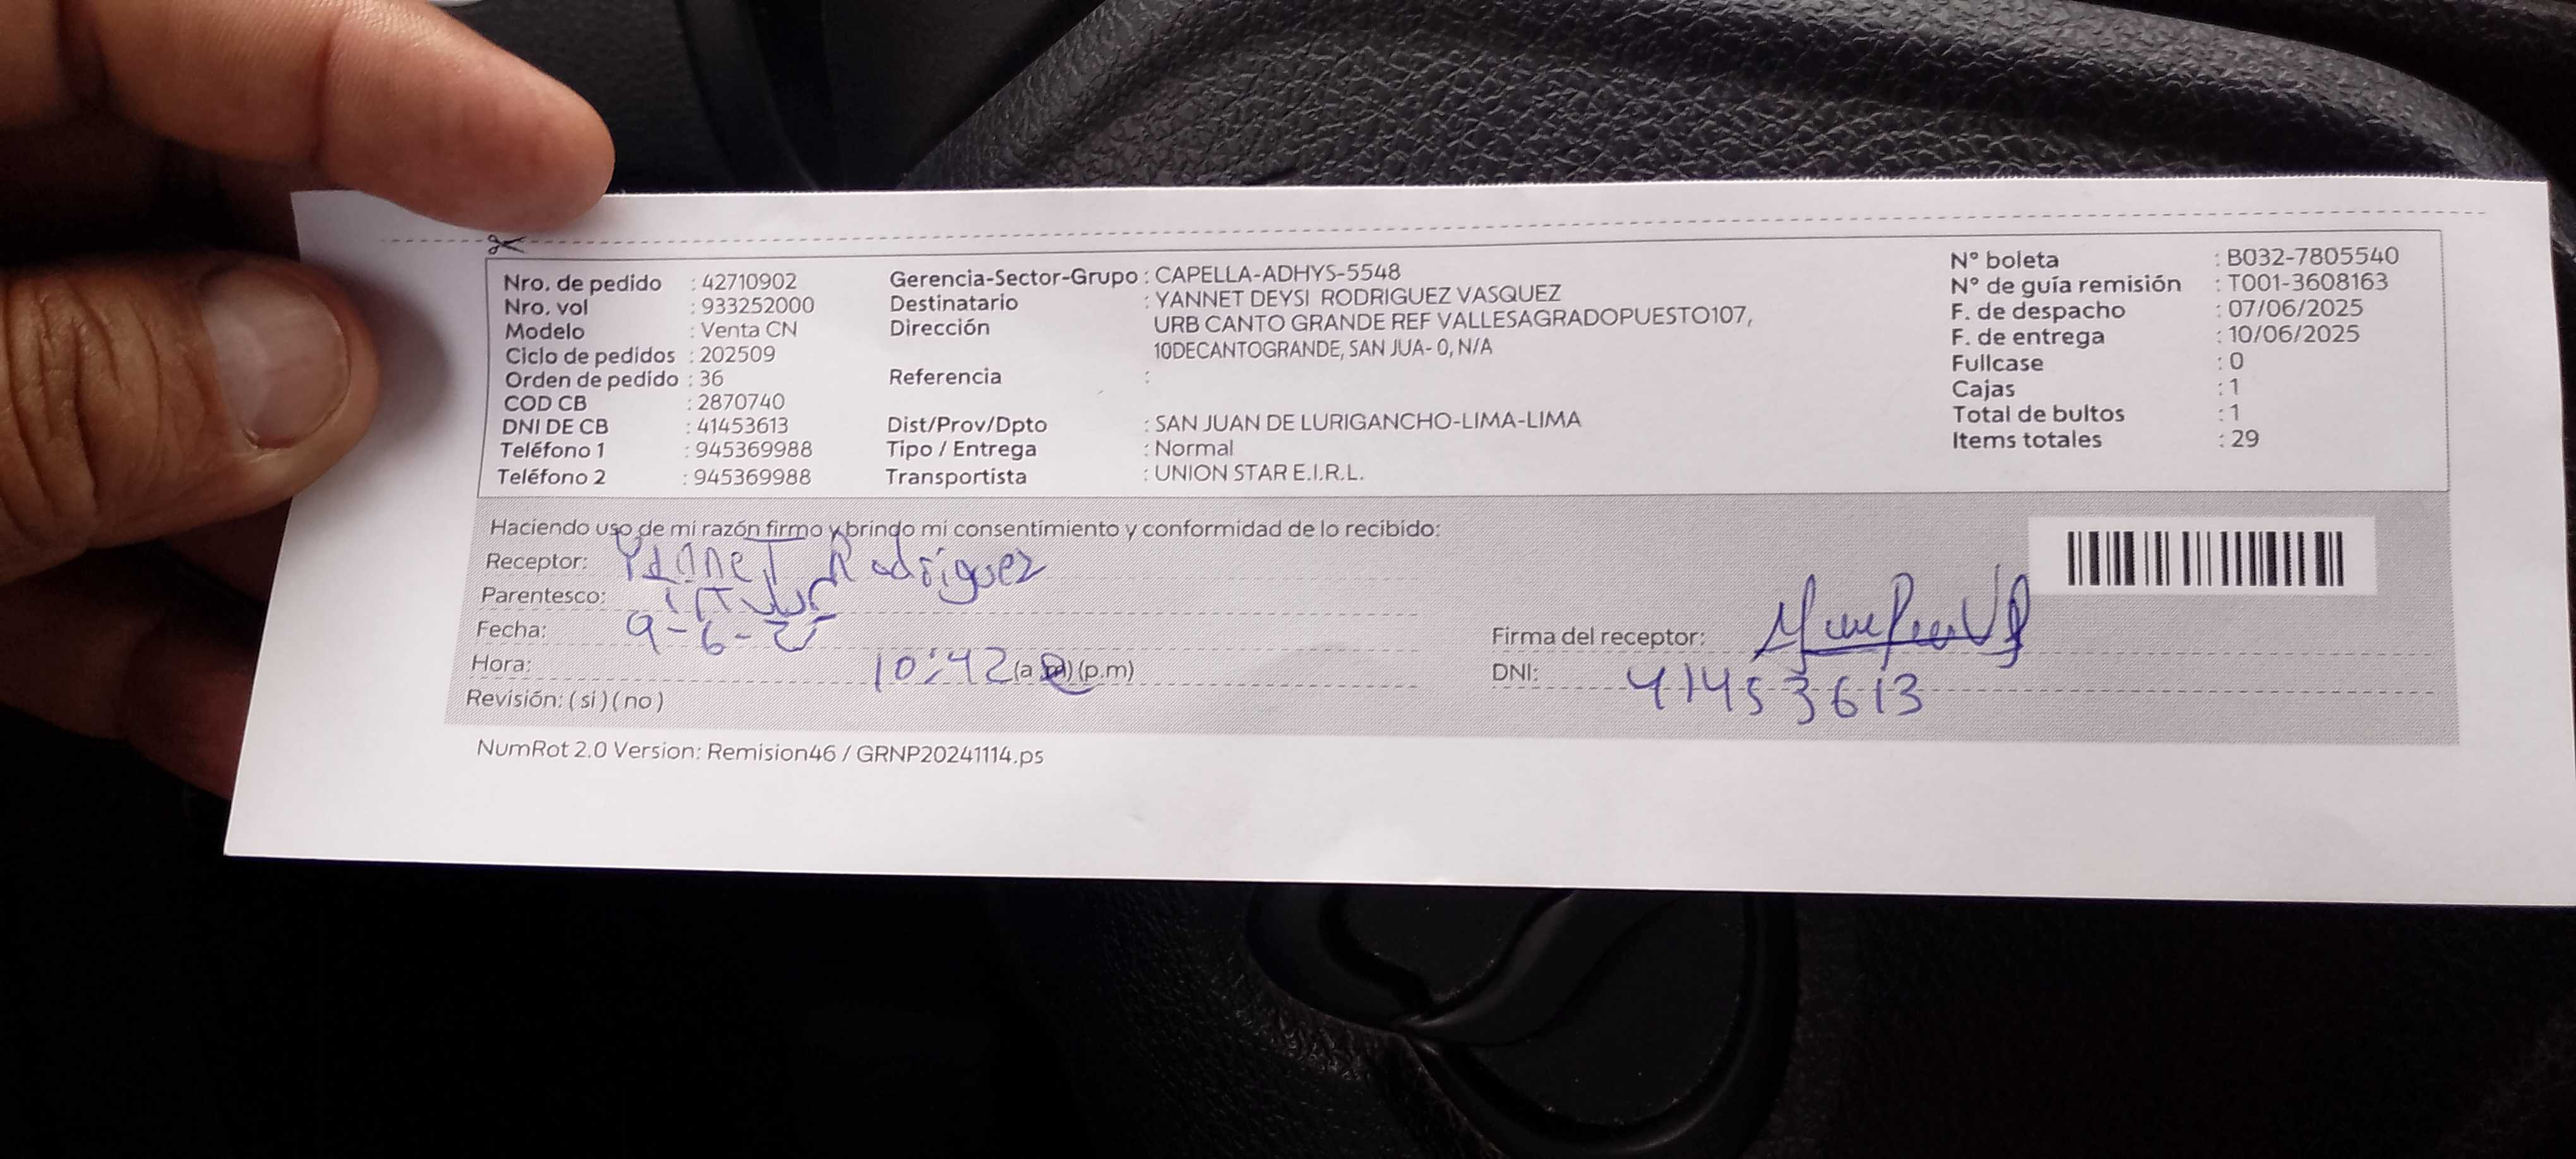 Nro. de pedido : 42710902
Nro. vol : 933252000
Modelo : Venta CN
Ciclo de pedidos : 202509
Orden de pedido : 36
COD CB : 2870740
DNI DE CB : 41453613
Teléfono 1 : 945369988
Teléfono 2 : 945369988
Gerencia-Sector-Grupo : CAPELLA-ADHYS-5548
Destinatario : YANNET DEYSI RODRIGUEZ VASQUEZ
Dirección URB CANTO GRANDE REF VALLESAGRADOPUESTO107,
10DECANTOGRANDE, SAN JUA- 0, N/A
Referencia :
Dist/Prov/Dpto : SAN JUAN DE LURIGANCHO-LIMA-LIMA
Tipo / Entrega : Normal
Transportista : UNION STAR E.I.R.L.
N° boleta : B032-7805540
N° de guía remisión : T001-3608163
F. de despacho : 07/06/2025
F. de entrega : 10/06/2025
Fullcase : 0
Cajas : 1
Total de bultos : 1
Items totales : 29
Haciendo uso de mi razón firmo y brindo mi consentimiento y conformidad de lo recibido:
Receptor: Yannet Rodriguez
Parentesco: titular
Fecha: 9-6-25
Hora: 10:42 (a.m) (p.m)
Revisión: ( si ) ( no )
Firma del receptor:
DNI: 41453613
NumRot 2.0 Version: Remision46 / GRNP20241114.ps